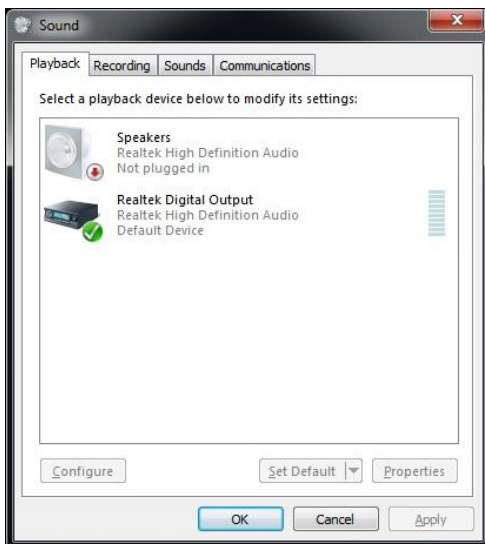 Sound
Playback Recording Sounds Communications
Select a playback device below to modify its settings:
Speakers
Realtek High Definition Audio
Not plugged in
Realtek Digital Output
Realtek High Definition Audio
Default Device
Configure Set Default Properties
OK Cancel Apply